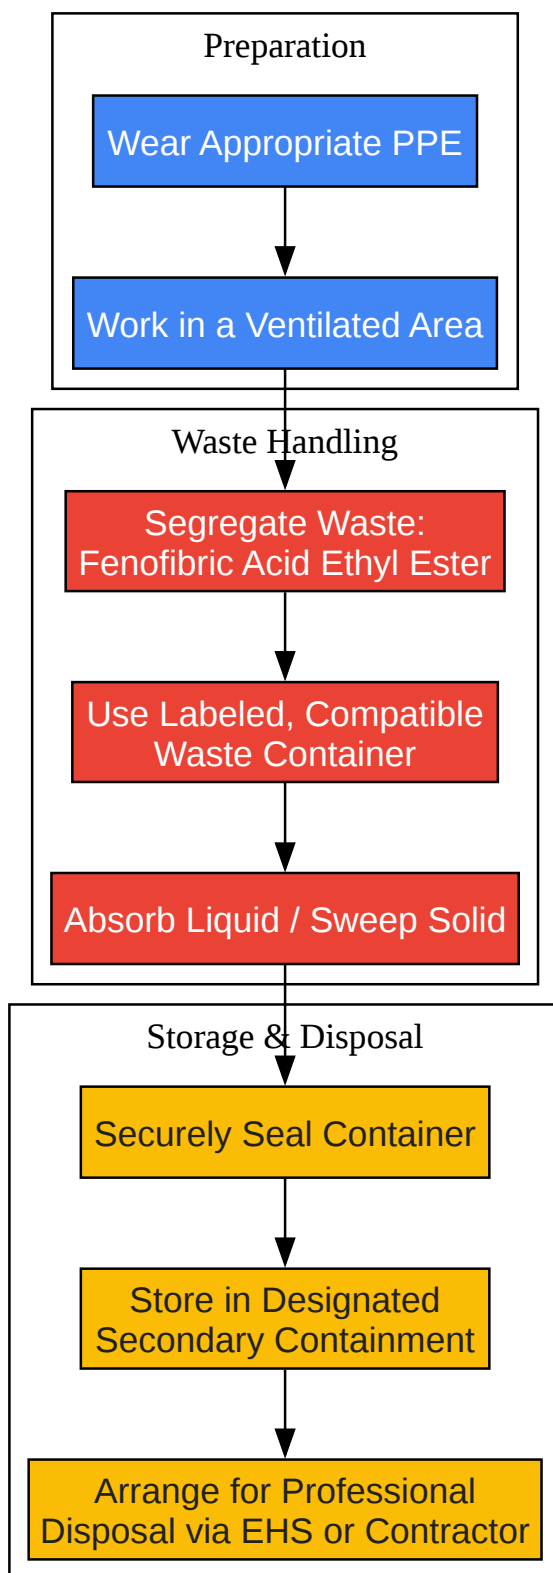 Preparation
Wear Appropriate PPE
Work in a Ventilated Area
Waste Handling
Segregate Waste:
Fenofibric Acid Ethyl Ester
Use Labeled, Compatible
Waste Container
Absorb Liquid / Sweep Solid
Storage & Disposal
Securely Seal Container
Store in Designated
Secondary Containment
Arrange for Professional
Disposal via EHS or Contractor